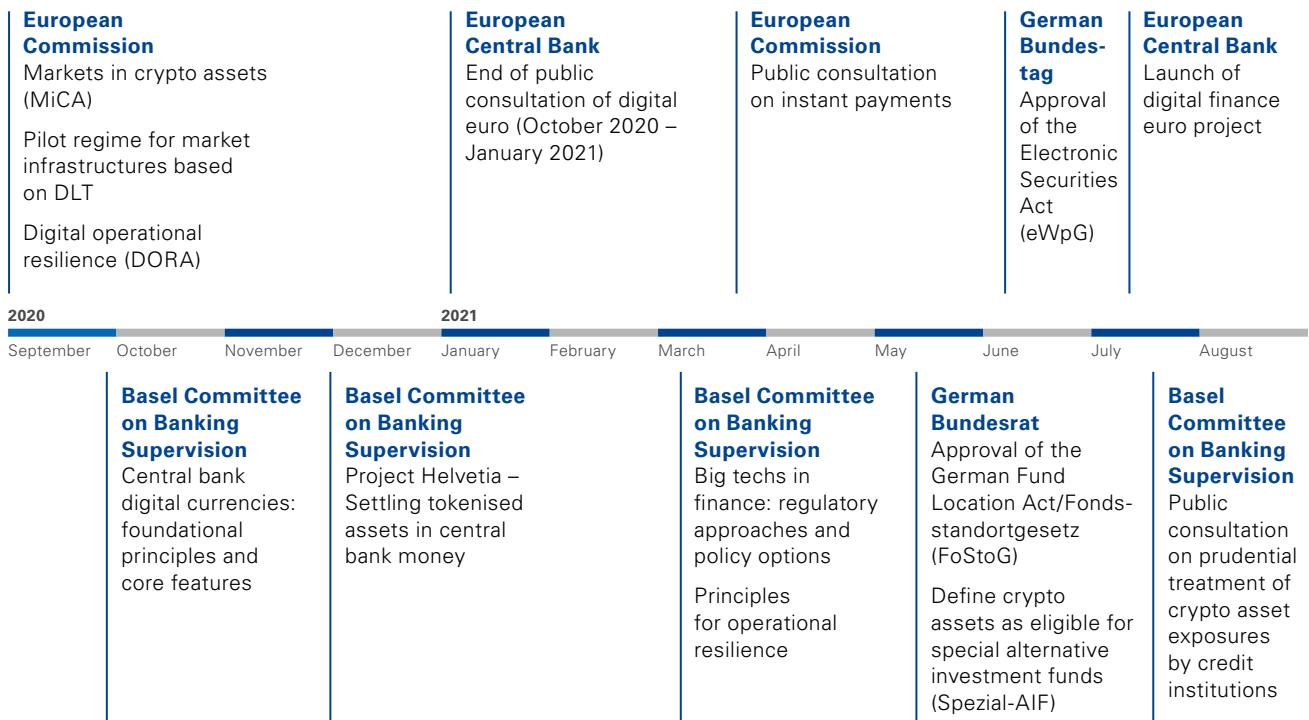 European
Commission
Markets in crypto assets
(MiCA)
Pilot regime for market
infrastructures based
on DLT
Digital operational
resilience (DORA)
European
Central Bank
End of public
consultation of digital
euro (October 2020 –
January 2021)
European
Commission
Public consultation
on instant payments
German
Bundes-
tag
Approval
of the
Electronic
Securities
Act
(eWpG)
European
Central Bank
Launch of
digital finance
euro project
2020
2021
September
October
November
December
January
February
March
April
May
June
July
August
Basel Committee
on Banking
Supervision
Central bank
digital currencies:
foundational
principles and
core features
Basel Committee
on Banking
Supervision
Project Helvetia –
Settling tokenised
assets in central
bank money
Basel Committee
on Banking
Supervision
Big techs in
finance: regulatory
approaches and
policy options
Principles
for operational
resilience
German
Bundesrat
Approval of the
German Fund
Location Act/Fonds-
standortgesetz
(FoStoG)
Define crypto
assets as eligible for
special alternative
investment funds
(Spezial-AIF)
Basel
Committee
on Banking
Supervision
Public
consultation
on prudential
treatment of
crypto asset
exposures
by credit
institutions